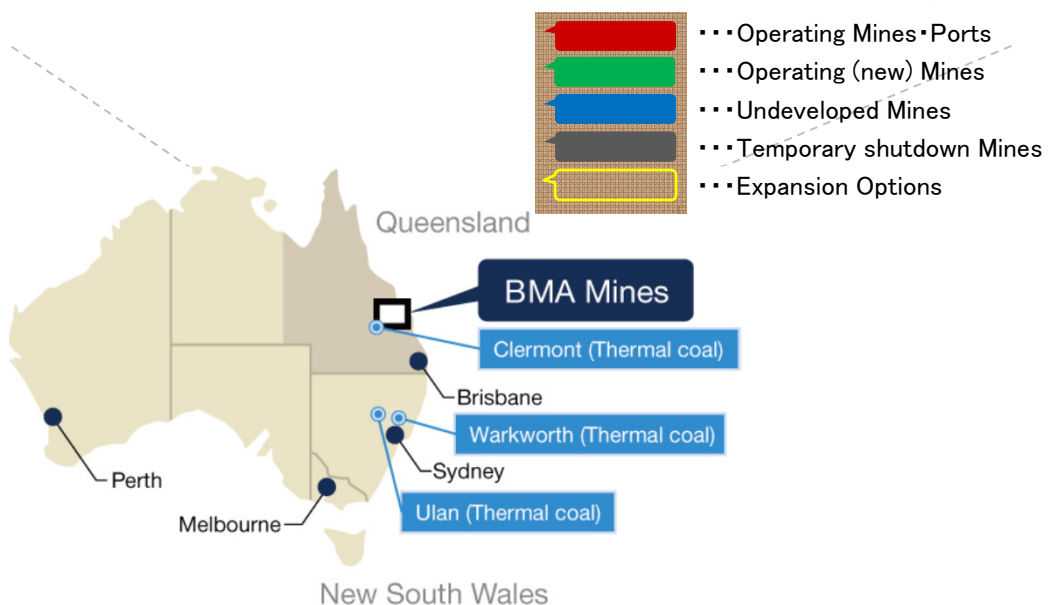 ･･･Operating Mines･Ports
･･･Operating (new) Mines
･･･Undeveloped Mines
･･･Temporary shutdown Mines
･･･Expansion Options
Queensland
BMA Mines
Clermont (Thermal coal)
Brisbane
Warkworth (Thermal coal)
Sydney
Perth
Ulan (Thermal coal)
Melbourne
New South Wales